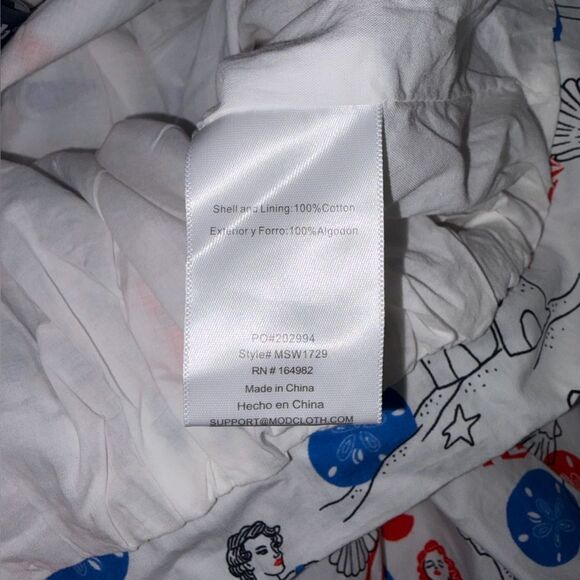 Shell and Lining:100%Cotton
Exterior y Forro:100%Algodon
PO#202994
Style# MSW1729
RN # 164982
Made in China
Hecho en China
SUPPORT@MODCLOTH.COM